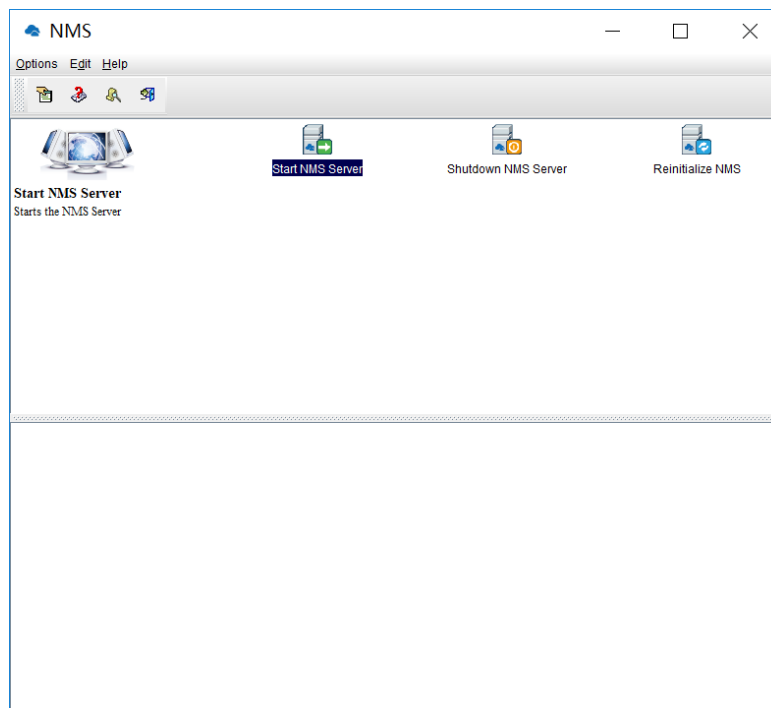 NMS
Options Edit Help
Start NMS Server
Starts the NMS Server
Start NMS Server
Shutdown NMS Server
Reinitialize NMS